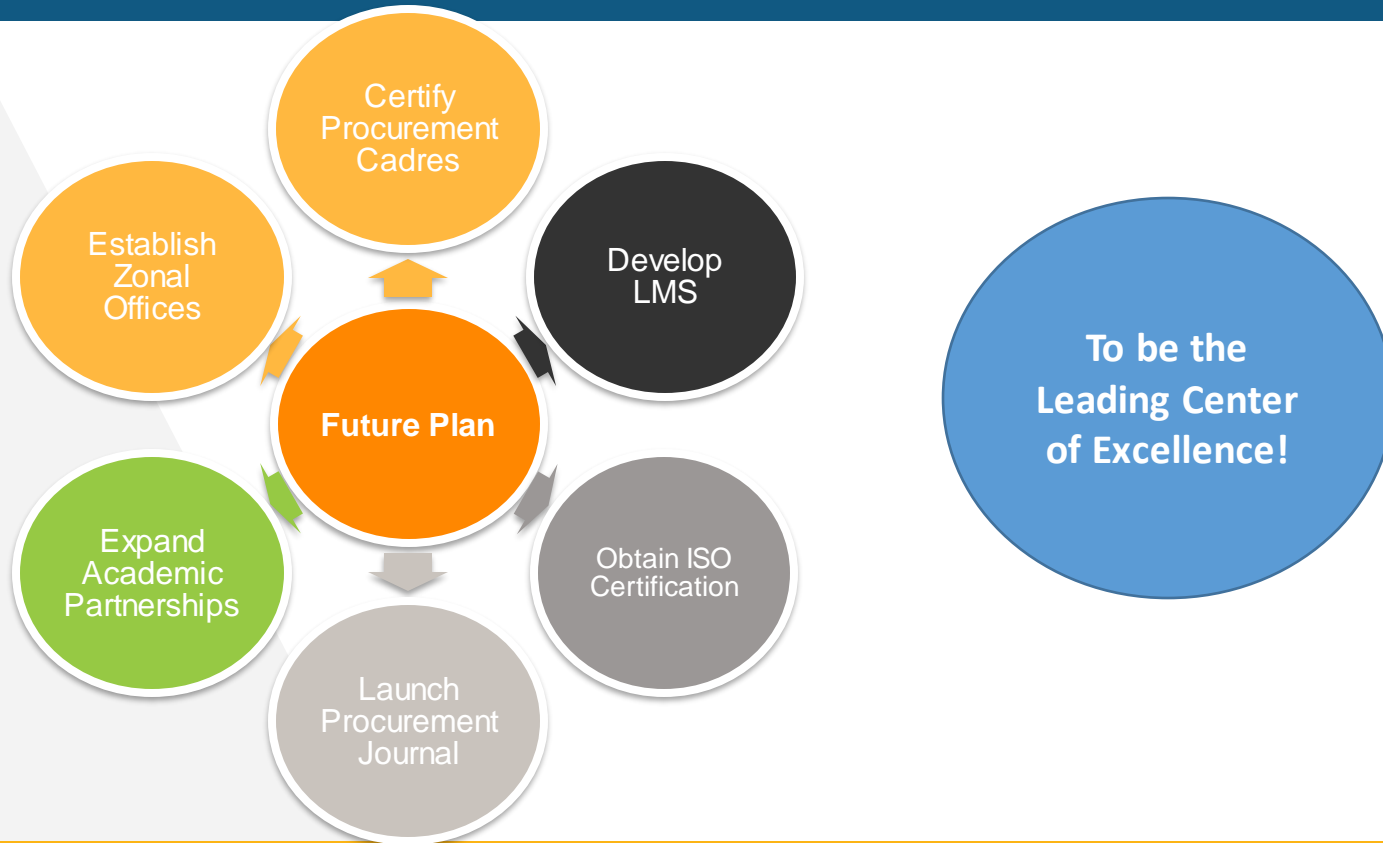 Certify
Procurement
Cadres
Develop
LMS
Obtain ISO
Certification
Launch
Procurement
Journal
Expand
Academic
Partnerships
Establish
Zonal
Offices
Future Plan
To be the
Leading Center
of Excellence!